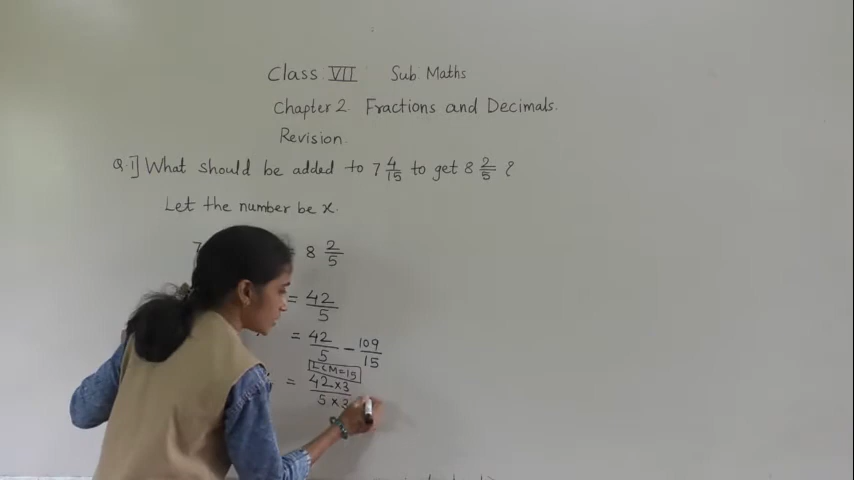 Class VII Sub Maths
Chapter 2 Fractions and Decimals.
Revision.
Q.1] What should be added to 7 4/15 to get 8 2/5 ?
Let the number be x.
7 = 8 2/5
= 42/5
= 42/5 - 109/15
LCM=15
= 42×3/5×3